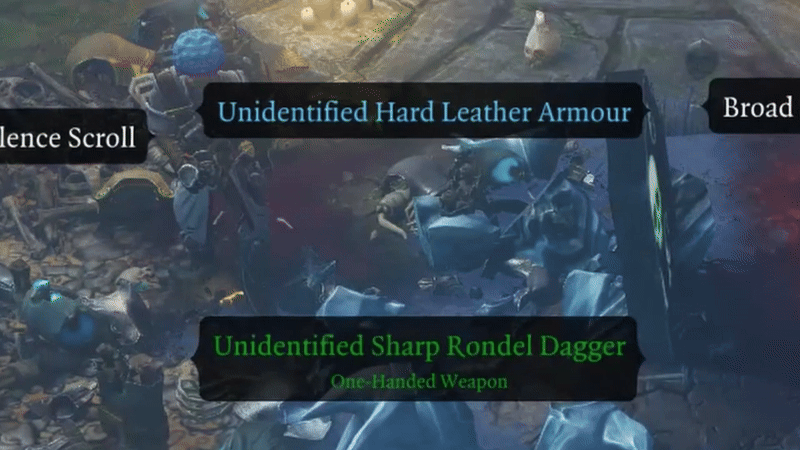 Unidentified Hard Leather Armour
Broad
lence Scroll
Unidentified Sharp Rondel Dagger
One-Handed Weapon